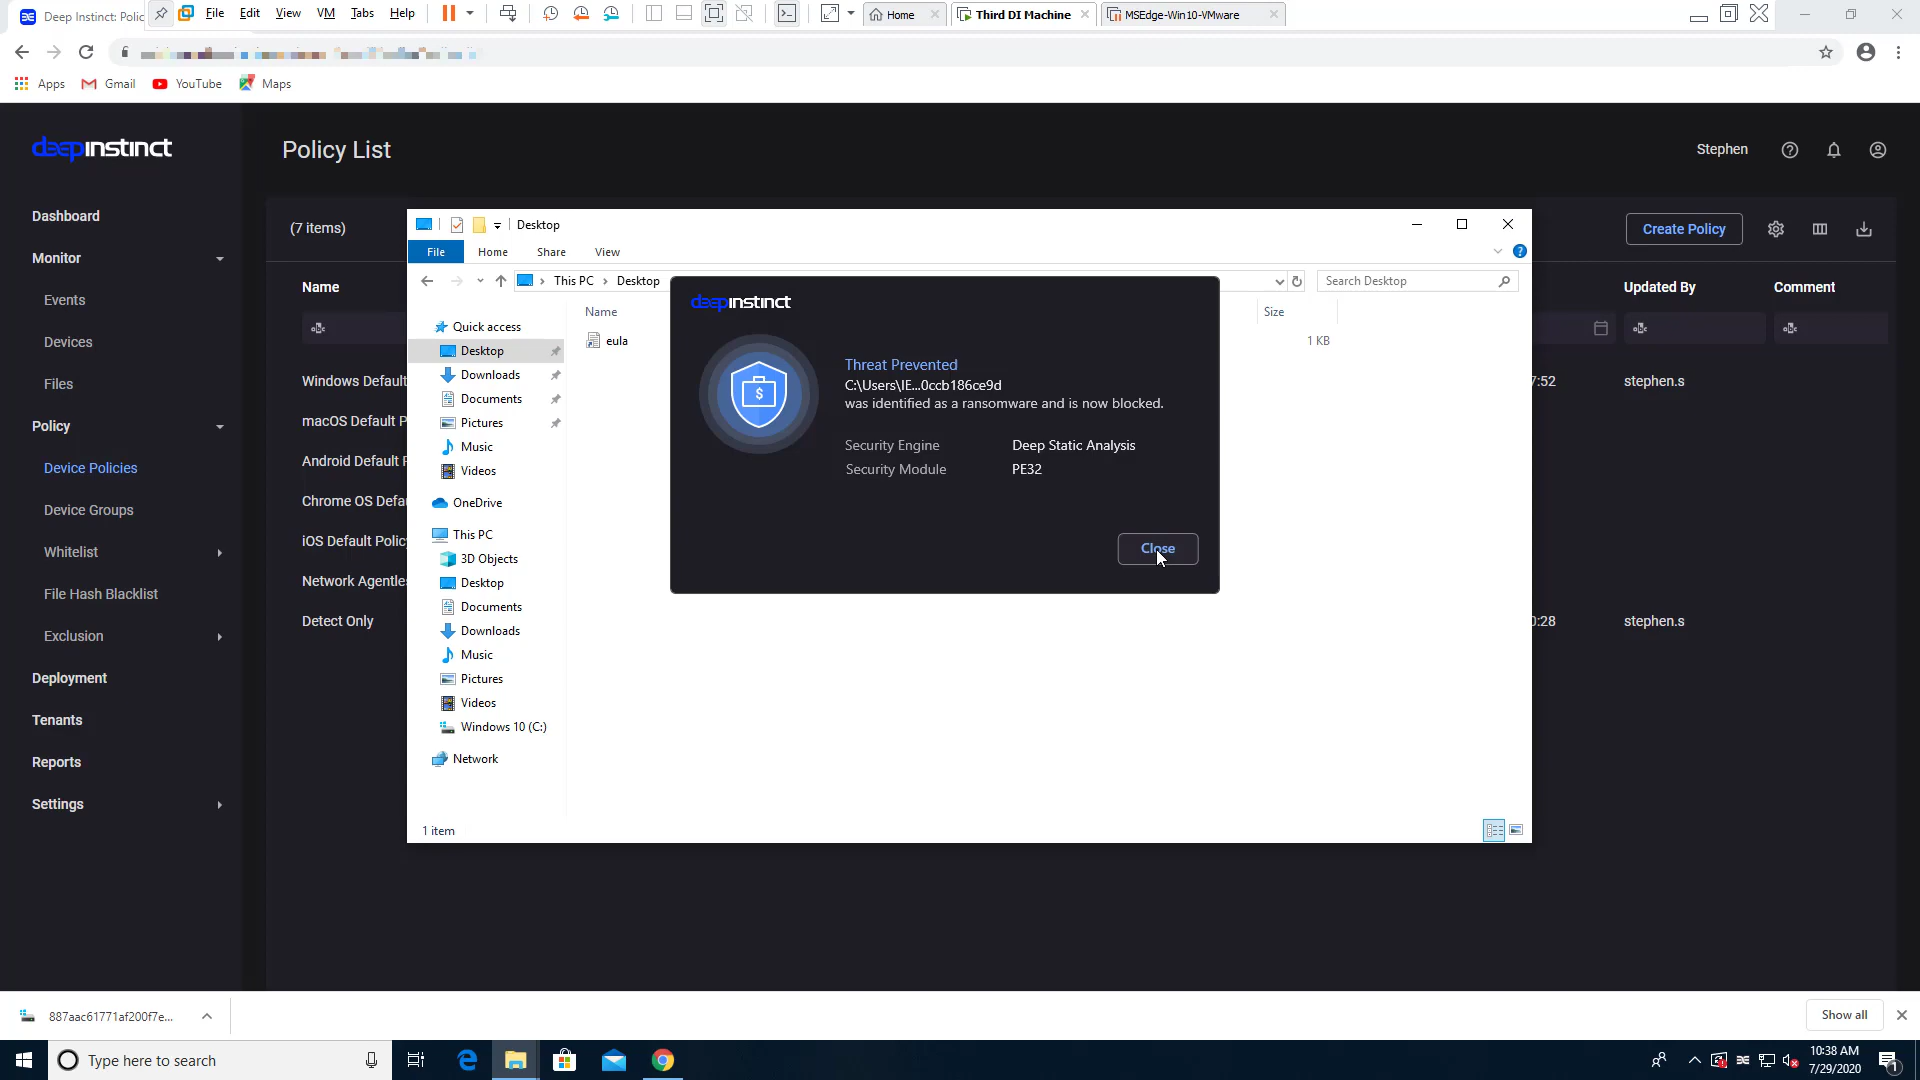 Deep Instinct: Polic
File Edit View VM Tabs Help
Home
Third DI Machine
MSEdge-Win10-VMware
Apps Gmail YouTube Maps
deepinstinct
Policy List
Stephen
Dashboard
Monitor
Events
Devices
Files
Policy
Device Policies
Device Groups
Whitelist
File Hash Blacklist
Exclusion
Deployment
Tenants
Reports
Settings
(7 items)
Create Policy
Name
Updated By
Comment
Windows Default
7:52
stephen.s
macOS Default P
Android Default P
Chrome OS Defau
iOS Default Policy
Network Agentles
Detect Only
0:28
stephen.s
Desktop
File Home Share View
This PC > Desktop
Search Desktop
Name
Size
eula
1 KB
Quick access
Desktop
Downloads
Documents
Pictures
Music
Videos
OneDrive
This PC
3D Objects
Desktop
Documents
Downloads
Music
Pictures
Videos
Windows 10 (C:)
Network
1 item
deepinstinct
Threat Prevented
C:\Users\IE...0ccb186ce9d
was identified as a ransomware and is now blocked.
Security Engine Deep Static Analysis
Security Module PE32
Close
887aac61771af200f7e...
Show all
Type here to search
10:38 AM
7/29/2020
1